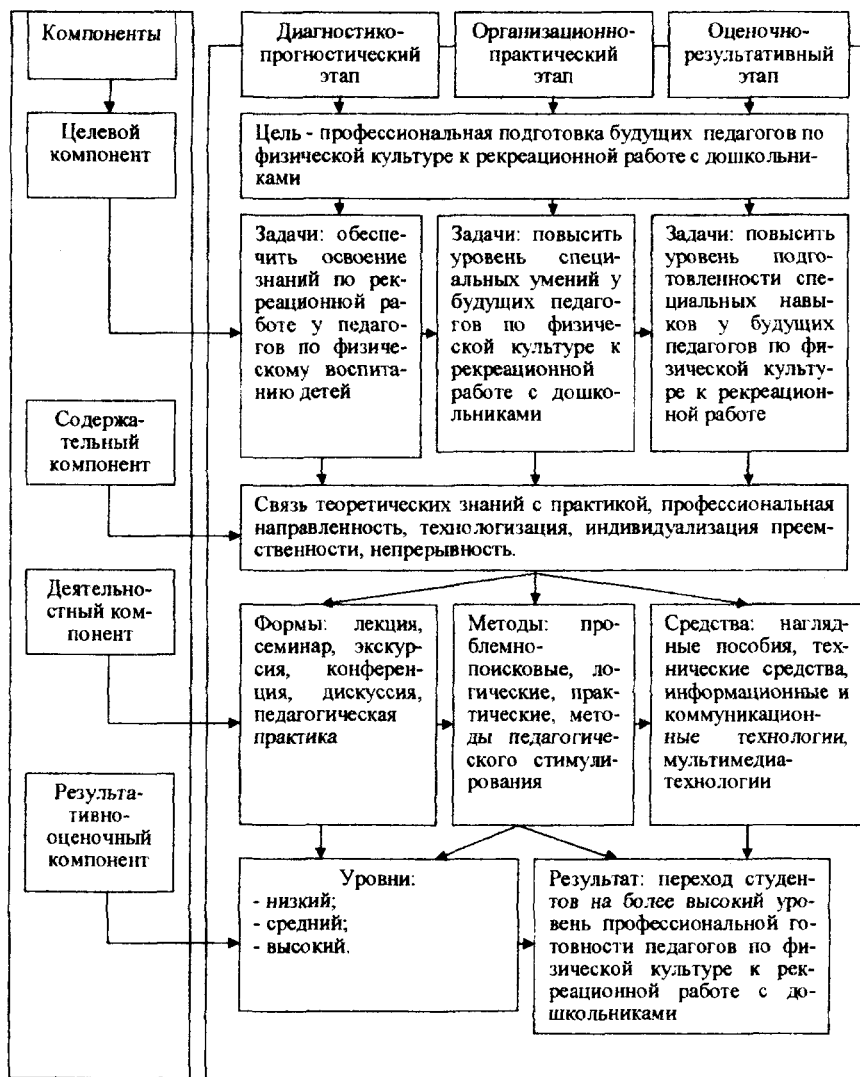 Компоненты
Диагностико-
прогностический
этап
Организационно-
практический
этап
Оценочно-
результативный
этап
Целевой
компонент
Цель - профессиональная подготовка будущих педагогов по
физической культуре к рекреационной работе с дошкольни-
ками
Задачи: обеспе-
чить освоение
знаний по рек-
реационной ра-
боте у педаго-
гов по физиче-
скому воспита-
нию детей
Задачи: повысить
уровень специ-
альных умений у
будущих педаго-
гов по физиче-
ской культуре к
рекреационной
работе с дошко-
льниками
Задачи: повысить
уровень подго-
товленности спе-
циальных навы-
ков у будущих
педагогов по фи-
зической культу-
ре к рекреацион-
ной работе
Содержа-
тельный
компонент
Связь теоретических знаний с практикой, профессиональная
направленность, технологизация, индивидуализация преем-
ственности, непрерывность.
Деятельно-
стный ком-
понент
Формы: лекция,
семинар, экскур-
сия, конферен-
ция, дискуссия,
педагогическая
практика
Методы: про-
блемно-
поисковые, ло-
гические, прак-
тические, мето-
ды педагогиче-
ского стимули-
рования
Средства: нагляд-
ные пособия, тех-
нические средства,
информационные и
коммуникацион-
ные технологии,
мультимедиа-
технологии
Результа-
тивно-
оценочный
компонент
Уровни:
- низкий;
- средний;
- высокий.
Результат: переход студен-
тов на более высокий уро-
вень профессиональной го-
товности педагогов по фи-
зической культуре к рек-
реационной работе с до-
школьниками